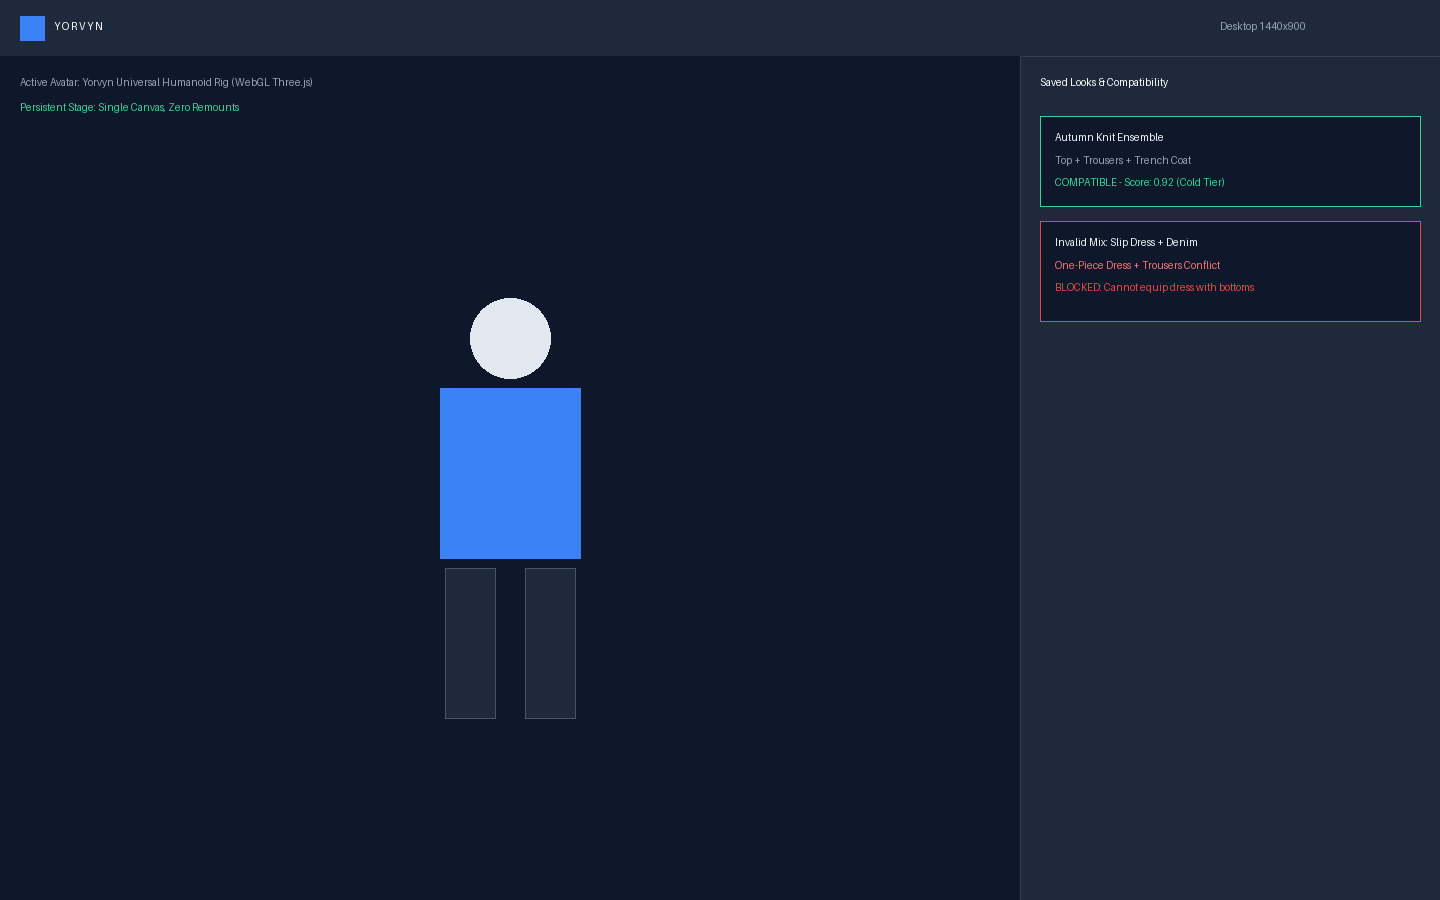 YORVYN
Desktop 1440x900
Active Avatar: Yorvyn Universal Humanoid Rig (WebGL Three.js)
Persistent Stage: Single Canvas, Zero Remounts
Saved Looks & Compatibility
Autumn Knit Ensemble
Top + Trousers + Trench Coat
COMPATIBLE - Score: 0.92 (Cold Tier)
Invalid Mix: Slip Dress + Denim
One-Piece Dress + Trousers Conflict
BLOCKED: Cannot equip dress with bottoms